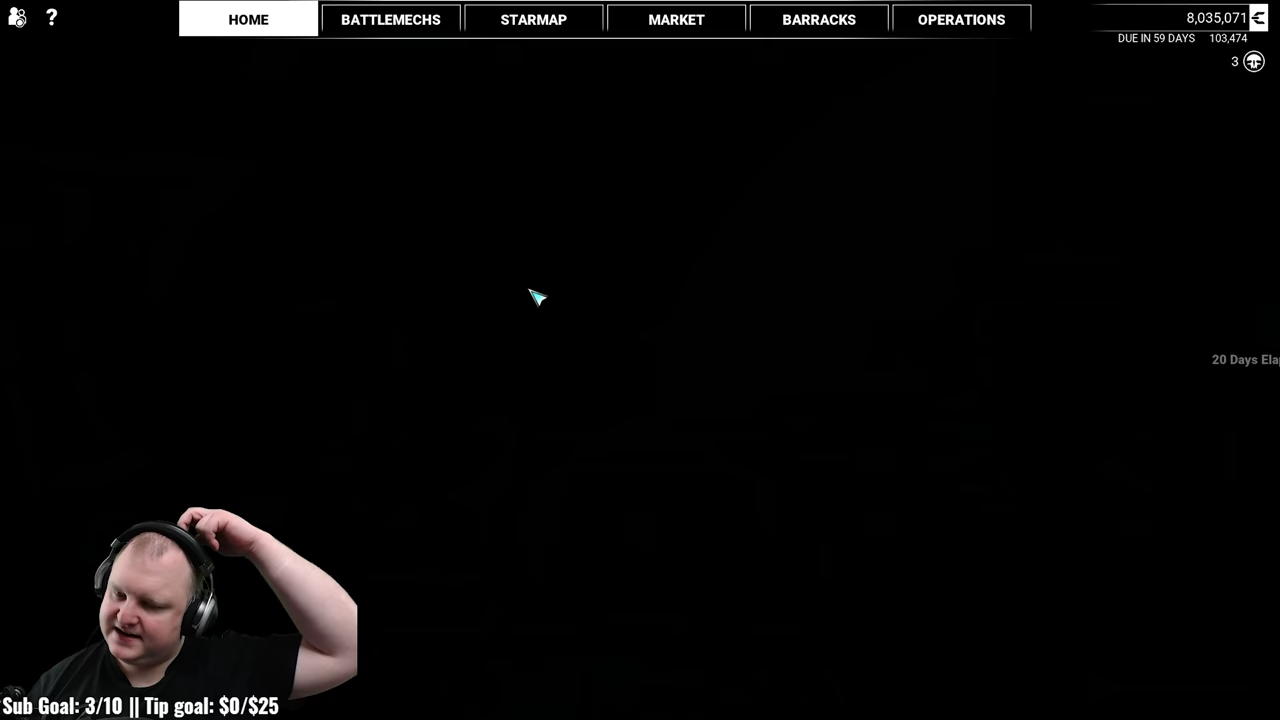 ?
HOME
BATTLEMECHS
STARMAP
MARKET
BARRACKS
OPERATIONS
8,035,071
DUE IN 59 DAYS 103,474
3
20 Days Ela
Sub Goal: 3/10 || Tip goal: $0/$25